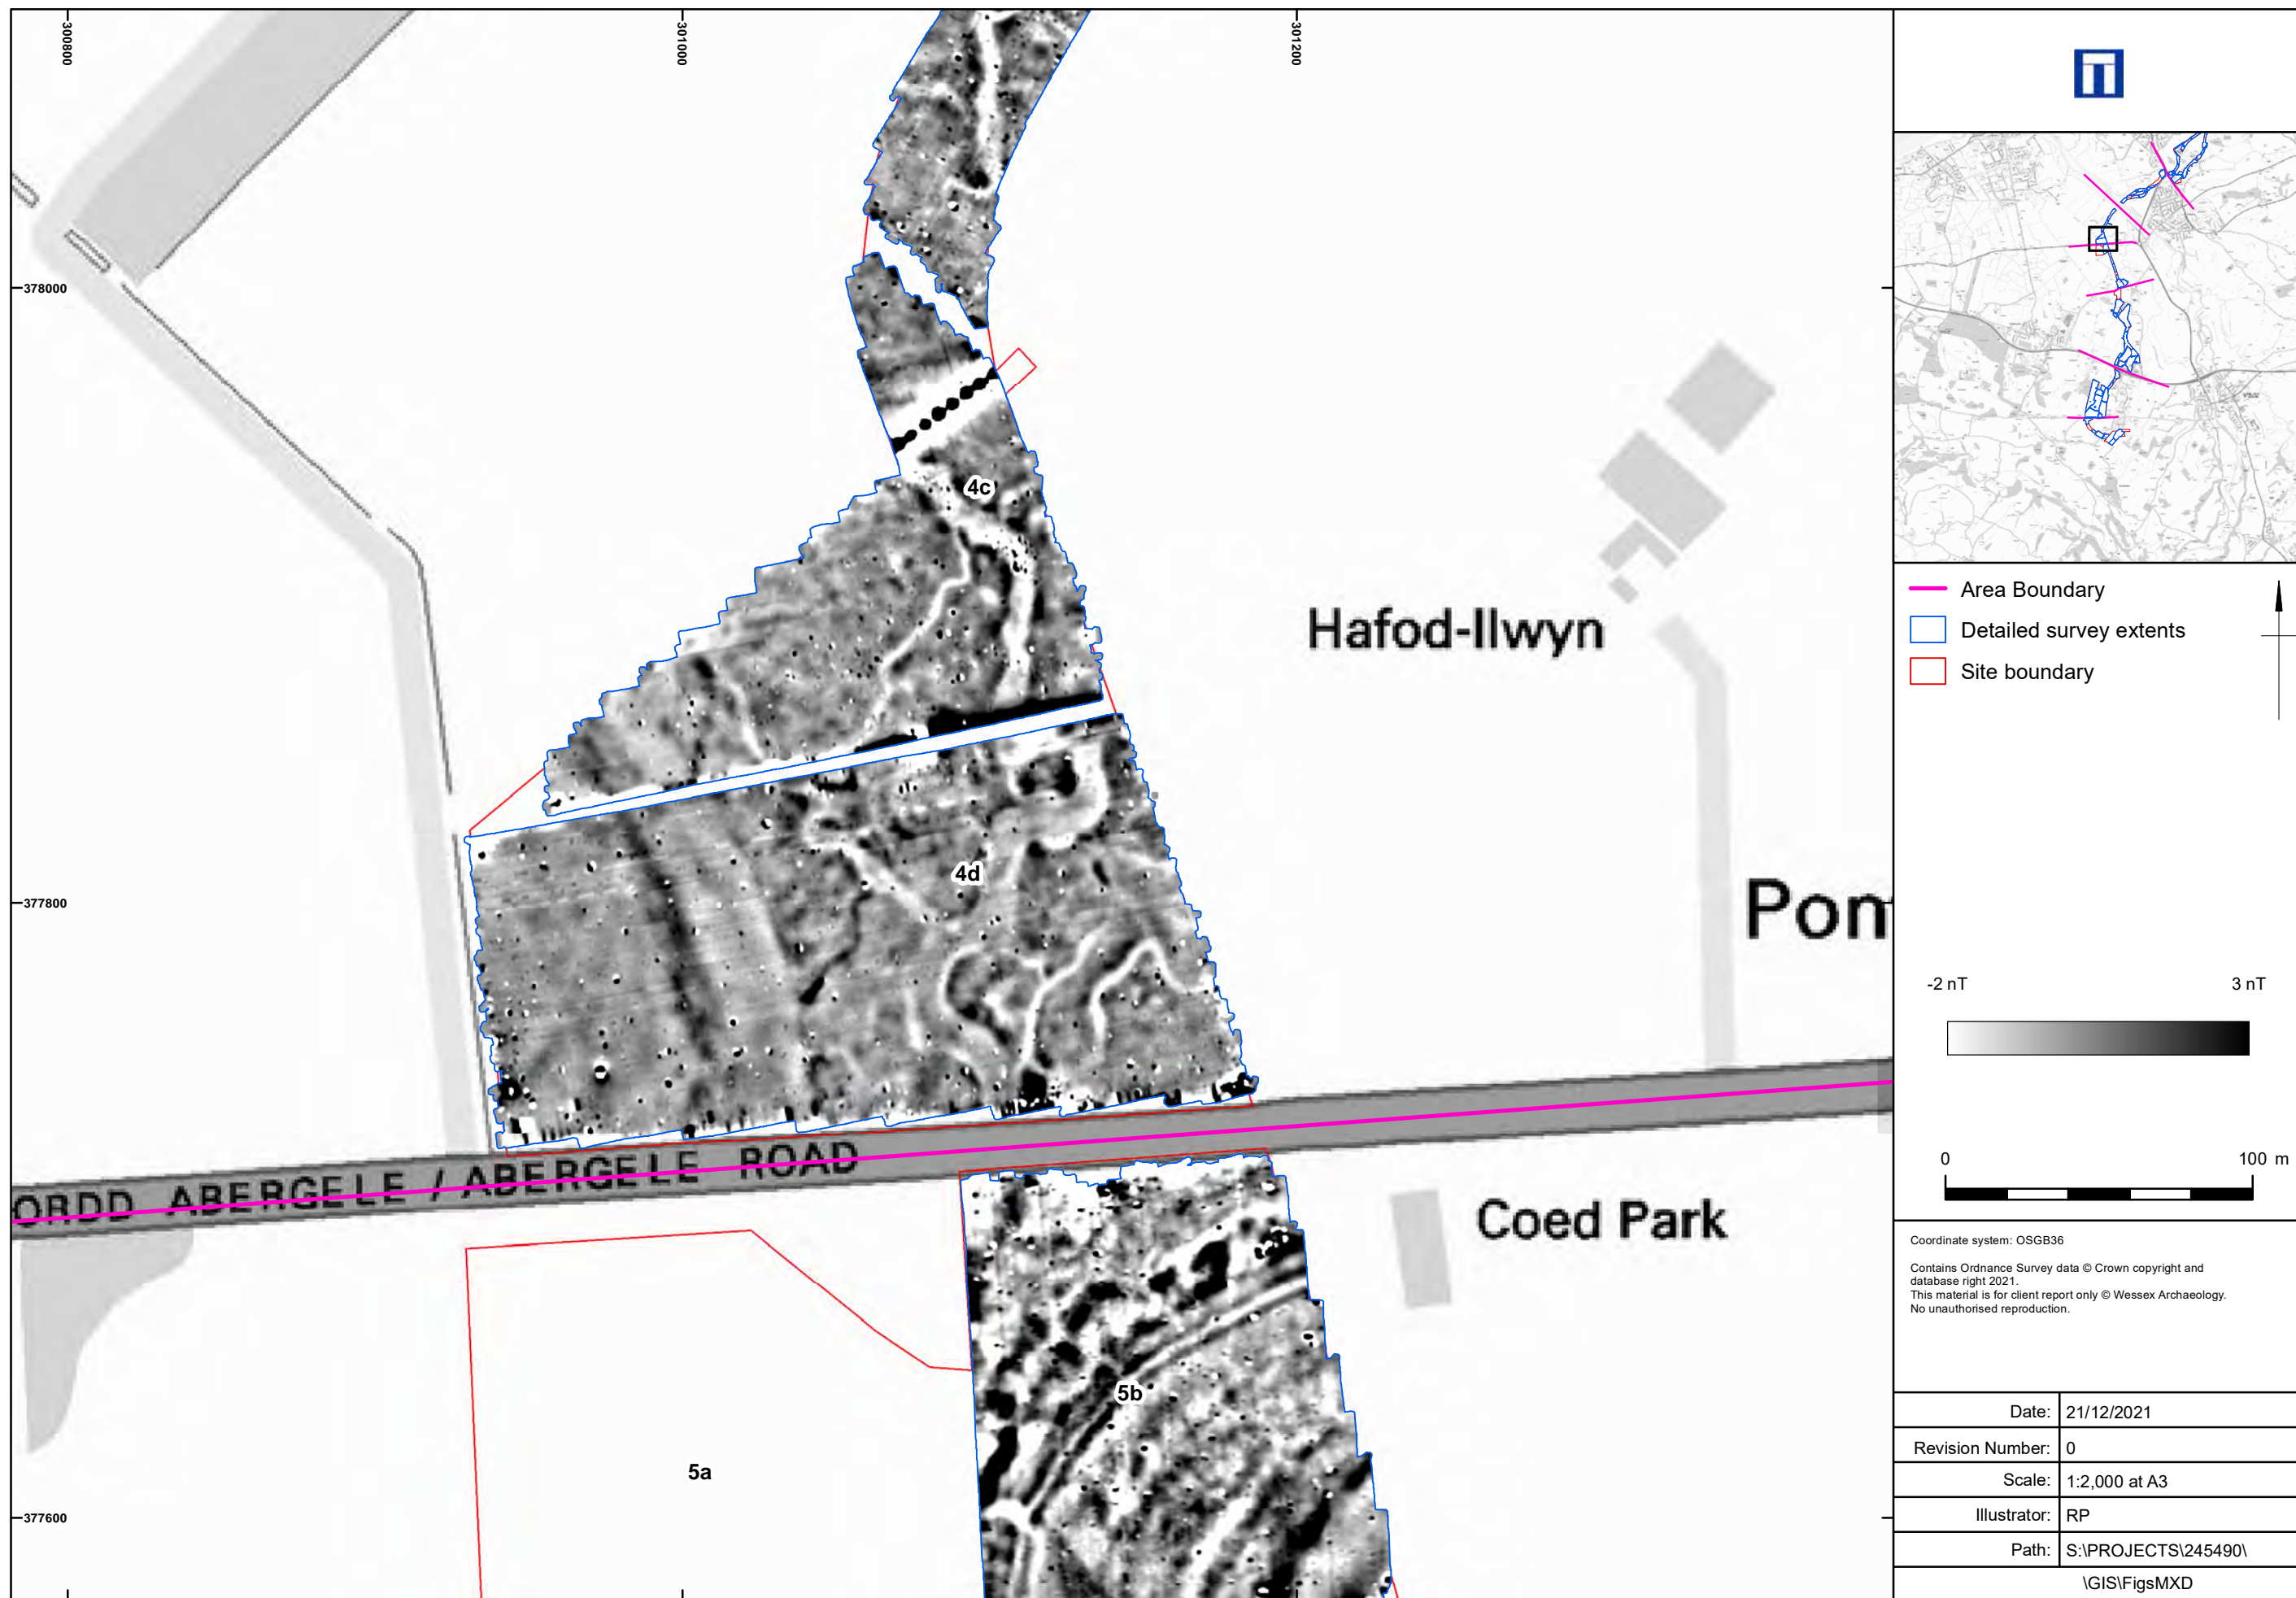 300800
301000
301200
378000
377800
377600
4c
4d
5a
5b
Hafod-llwyn
Pon
ORDD ABERGELE / ABERGELE ROAD
Coed Park
Area Boundary
Detailed survey extents
Site boundary
-2 nT 3 nT
0 100 m
Coordinate system: OSGB36
Contains Ordnance Survey data © Crown copyright and
database right 2021.
This material is for client report only © Wessex Archaeology.
No unauthorised reproduction.
Date: 21/12/2021
Revision Number: 0
Scale: 1:2,000 at A3
Illustrator: RP
Path: S:\PROJECTS\245490\
\GIS\FigsMXD